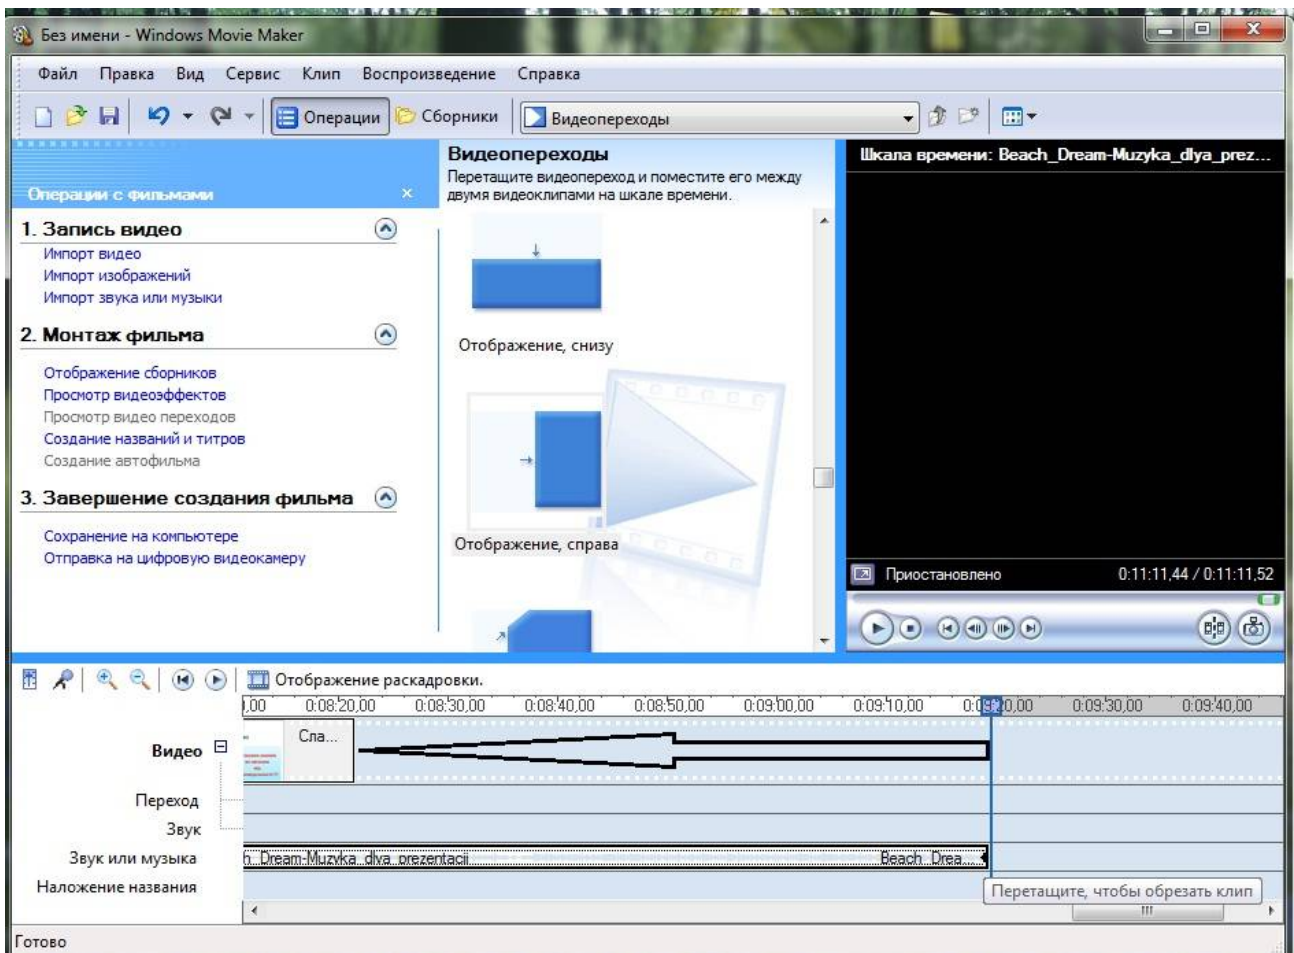 Без имени - Windows Movie Maker
Файл Правка Вид Сервис Клип Воспроизведение Справка
Операции Сборники Видеопереходы
Операции с фильмами
1. Запись видео
Импорт видео
Импорт изображений
Импорт звука или музыки
2. Монтаж фильма
Отображение сборников
Просмотр видеоэффектов
Просмотр видео переходов
Создание названий и титров
Создание автофильма
3. Завершение создания фильма
Сохранение на компьютере
Отправка на цифровую видеокамеру
Видеопереходы
Перетащите видеопереход и поместите его между
двумя видеоклипами на шкале времени.
Отображение, снизу
Отображение, справа
Шкала времени: Beach_Dream-Muzyka_dlya_prez...
Приостановлено 0:11:11,44 / 0:11:11,52
Отображение раскадровки.
,00 0:08:20,00 0:08:30,00 0:08:40,00 0:08:50,00 0:09:00,00 0:09:10,00 0:09:20,00 0:09:30,00 0:09:40,00
Видео Сла...
Переход
Звук
Звук или музыка h_Dream-Muzyka_dlya_prezentacii Beach_Drea...
Наложение названия
Перетащите, чтобы обрезать клип
Готово